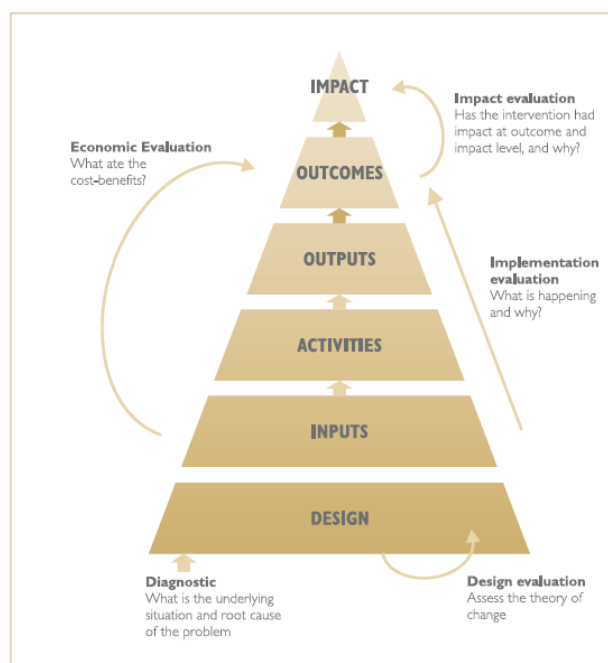 IMPACT
Impact evaluation
Has the intervention had
impact at outcome and
impact level, and why?
Economic Evaluation
What ate the
cost-benefits?
OUTCOMES
OUTPUTS
Implementation
evaluation
What is happening
and why?
ACTIVITIES
INPUTS
DESIGN
Diagnostic
What is the underlying
situation and root cause
of the problem
Design evaluation
Assess the theory of
change